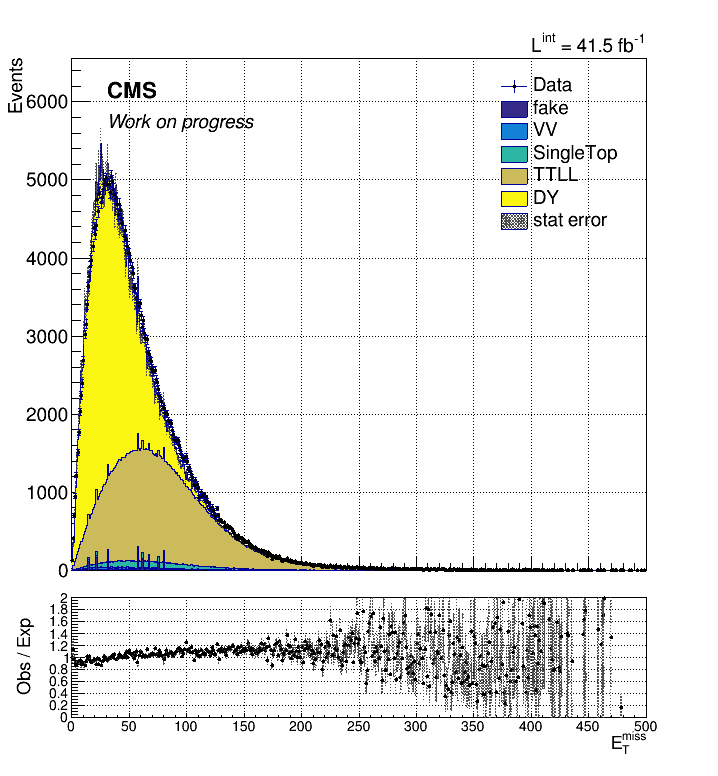 L^int = 41.5 fb^-1
Events
CMS
Work on progress
Data
fake
VV
SingleTop
TTLL
DY
stat error
6000
5000
4000
3000
2000
1000
0
Obs / Exp
2
1.8
1.6
1.4
1.2
1
0.8
0.6
0.4
0.2
0
0 50 100 150 200 250 300 350 400 450 500
E_T^miss